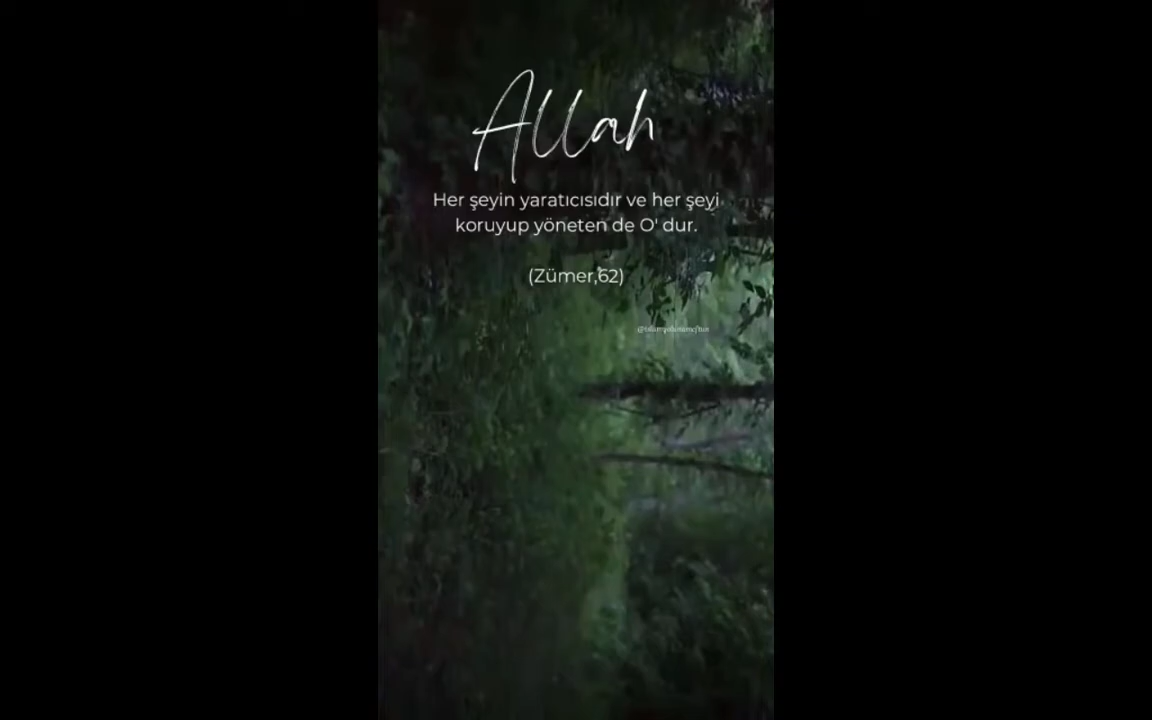 Allah
Her şeyin yaratıcısıdır ve her şeyi
koruyup yöneten de O' dur.
(Zümer,62)